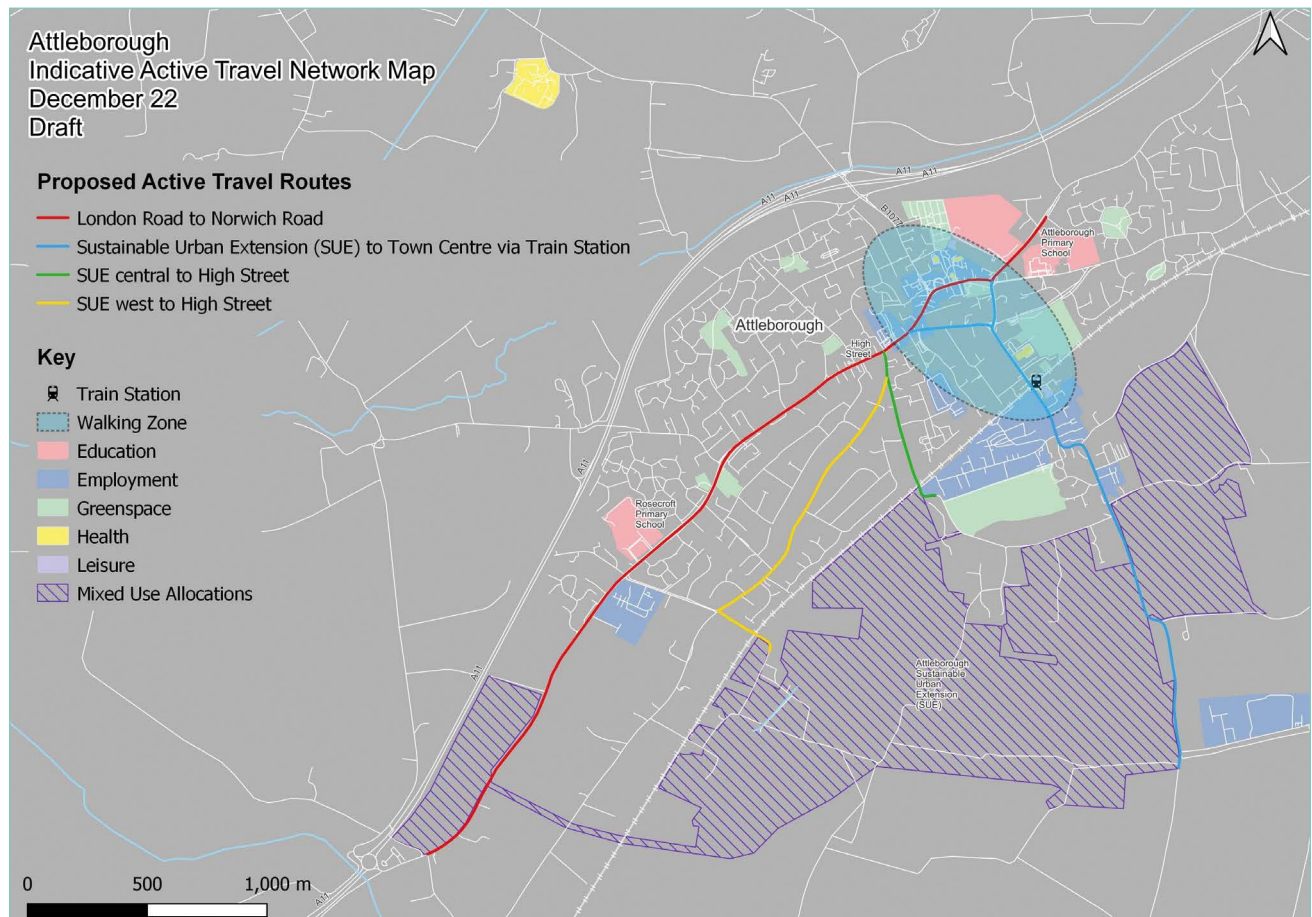 Attleborough
Indicative Active Travel Network Map
December 22
Draft
Proposed Active Travel Routes
London Road to Norwich Road
Sustainable Urban Extension (SUE) to Town Centre via Train Station
SUE central to High Street
SUE west to High Street
Key
Train Station
Walking Zone
Education
Employment
Greenspace
Health
Leisure
Mixed Use Allocations
A11
A11
A11
A11
B1077
Attleborough
Primary
School
Attleborough
High
Street
A11
Rosecroft
Primary
School
A11
Attleborough
Sustainable
Urban
Extension
(SUE)
A11
0 500 1,000 m